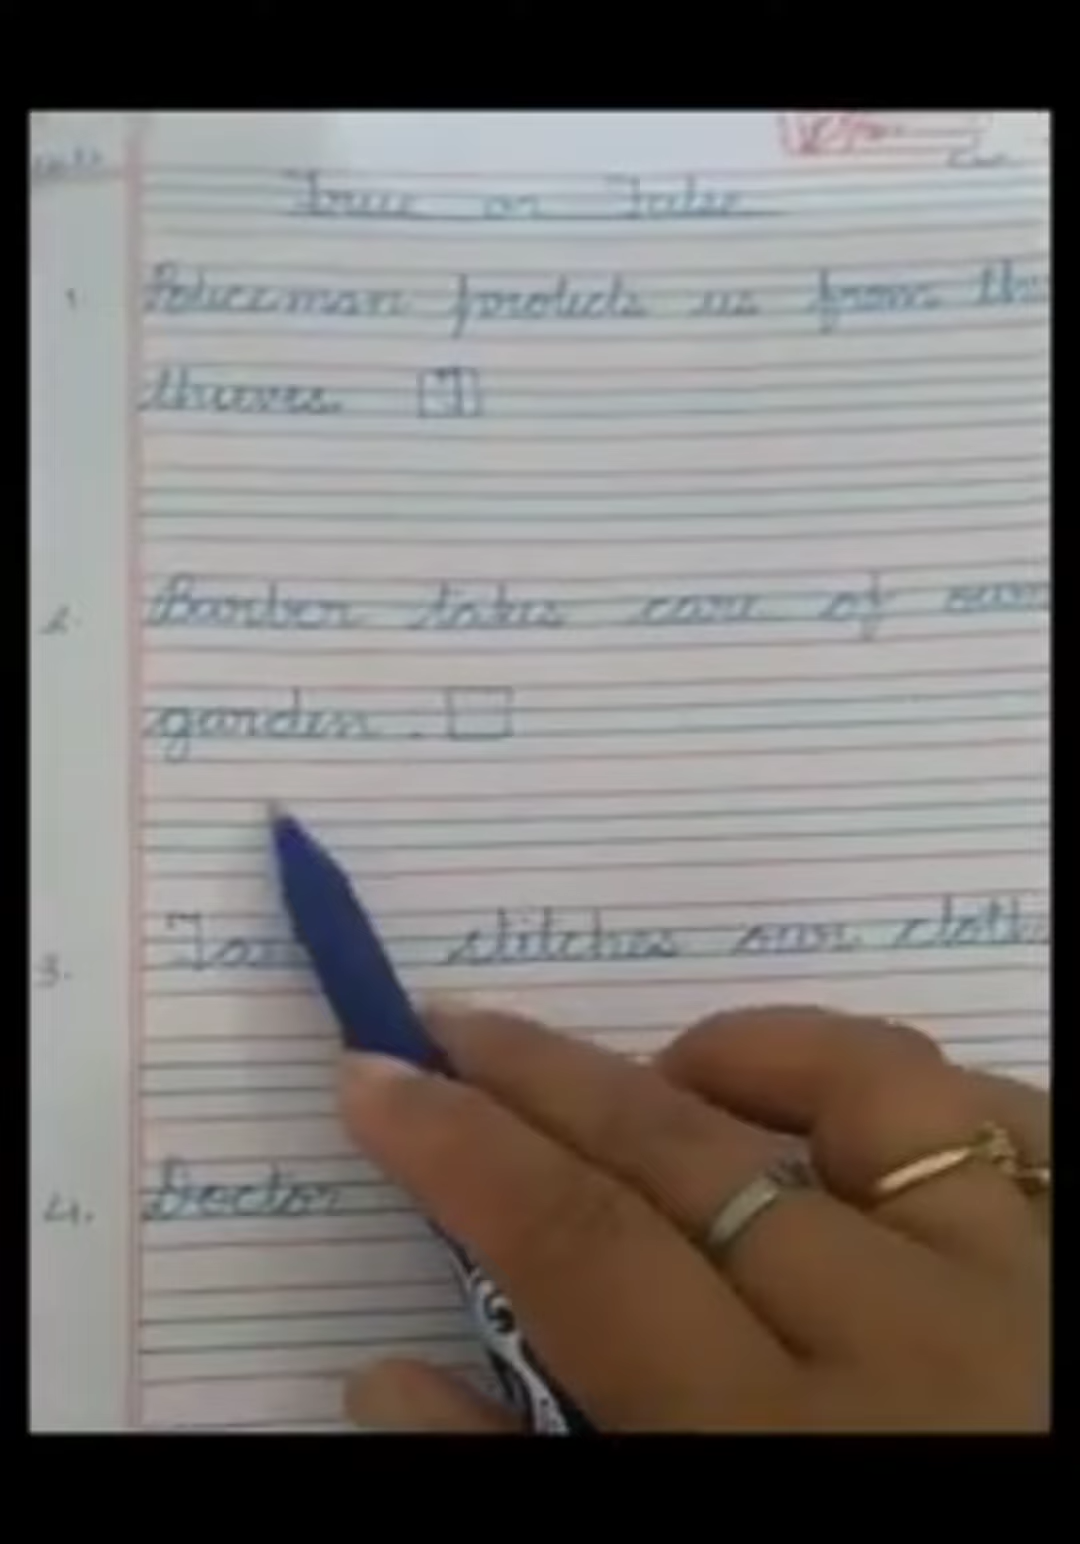 True or False
1. Policeman protects us from the
thieves. T
2. Barber takes care of our
garden.
3. stitches our cloth
4. Doctor